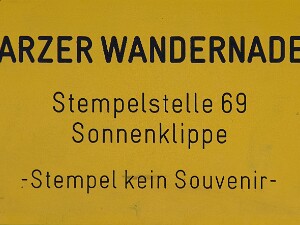 ARZER WANDERNADE
Stempelstelle 69
Sonnenklippe
-Stempel kein Souvenir-